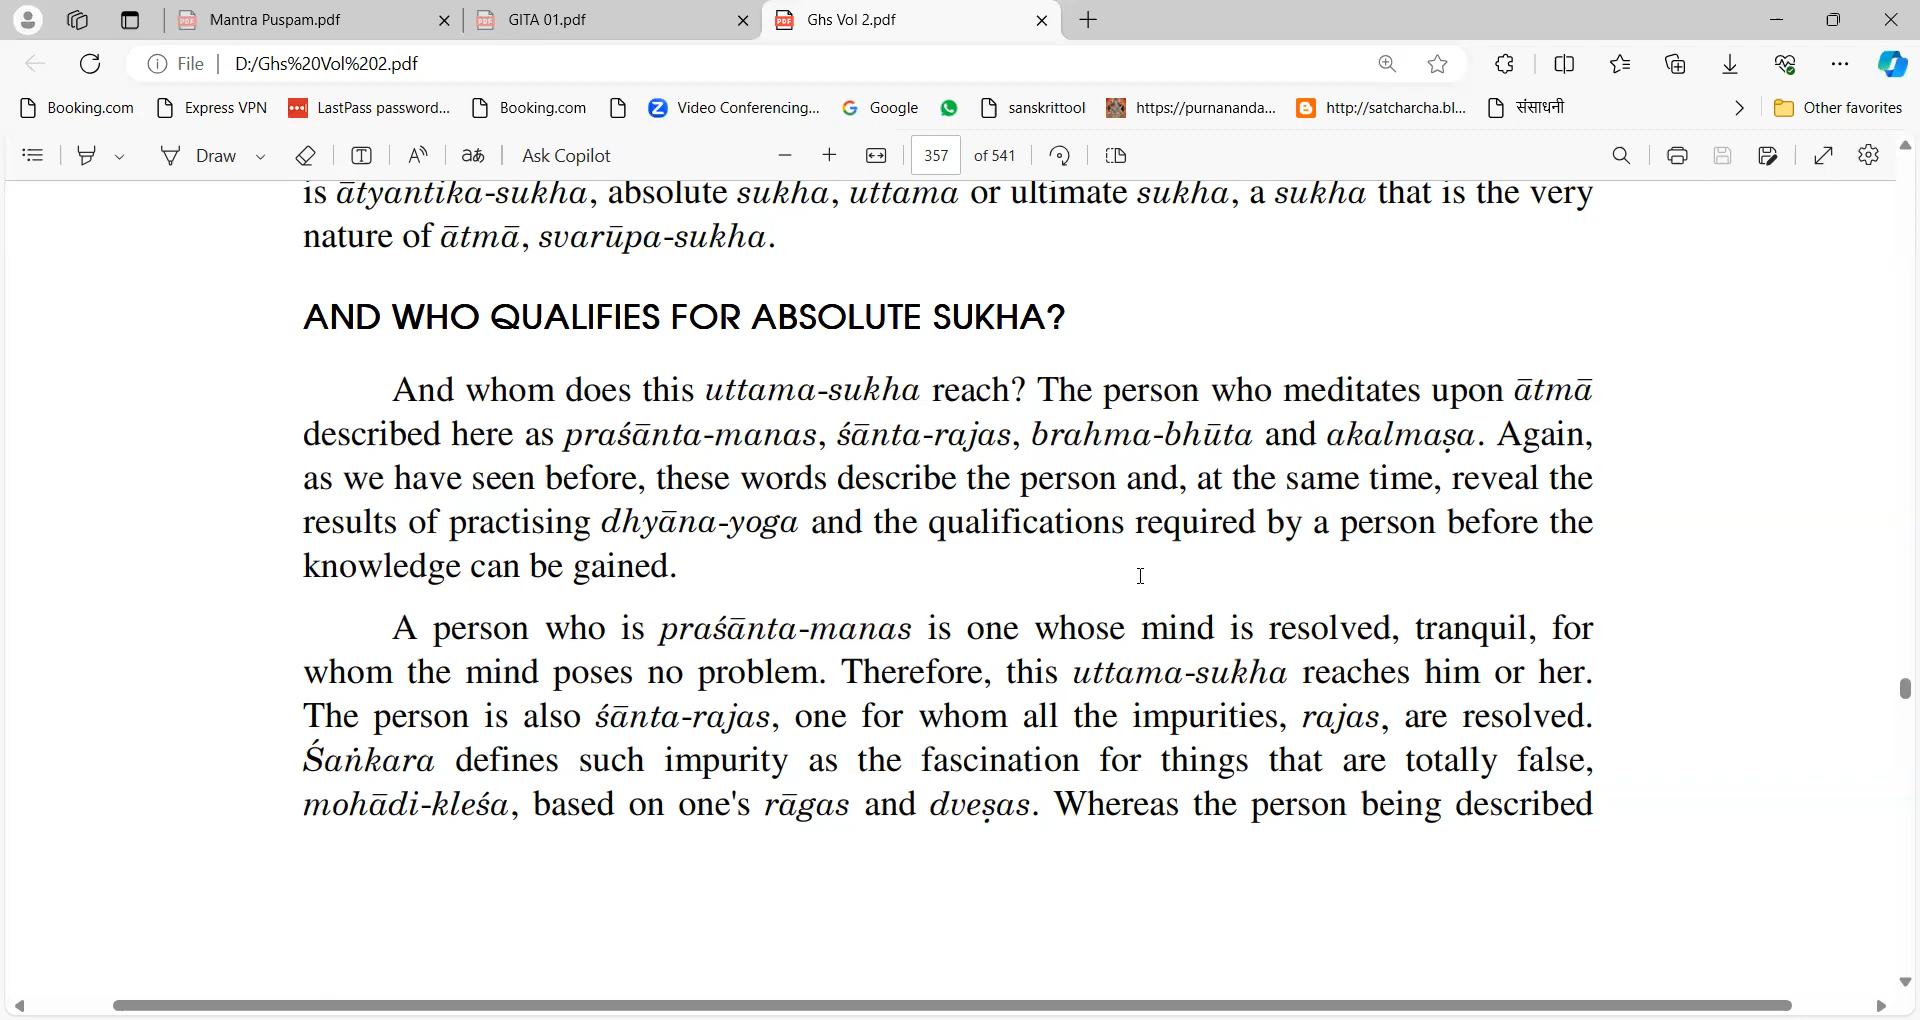 Mantra Puspam.pdf
GITA 01.pdf
Ghs Vol 2.pdf
File
D:/Ghs%20Vol%202.pdf
Booking.com
Express VPN
LastPass password...
Booking.com
Video Conferencing,...
Google
sanskrittool
https://purnananda...
http://satcharcha.bl...
संसाधनी
Other favorites
Draw
Ask Copilot
357
of 541
is ātyantika-sukha, absolute sukha, uttama or ultimate sukha, a sukha that is the very
nature of ātmā, svarūpa-sukha.
AND WHO QUALIFIES FOR ABSOLUTE SUKHA?
And whom does this uttama-sukha reach? The person who meditates upon ātmā
described here as praśānta-manas, śānta-rajas, brahma-bhūta and akalmaṣa. Again,
as we have seen before, these words describe the person and, at the same time, reveal the
results of practising dhyāna-yoga and the qualifications required by a person before the
knowledge can be gained.
A person who is praśānta-manas is one whose mind is resolved, tranquil, for
whom the mind poses no problem. Therefore, this uttama-sukha reaches him or her.
The person is also śānta-rajas, one for whom all the impurities, rajas, are resolved.
Śaṅkara defines such impurity as the fascination for things that are totally false,
mohādi-kleśa, based on one's rāgas and dveṣas. Whereas the person being described